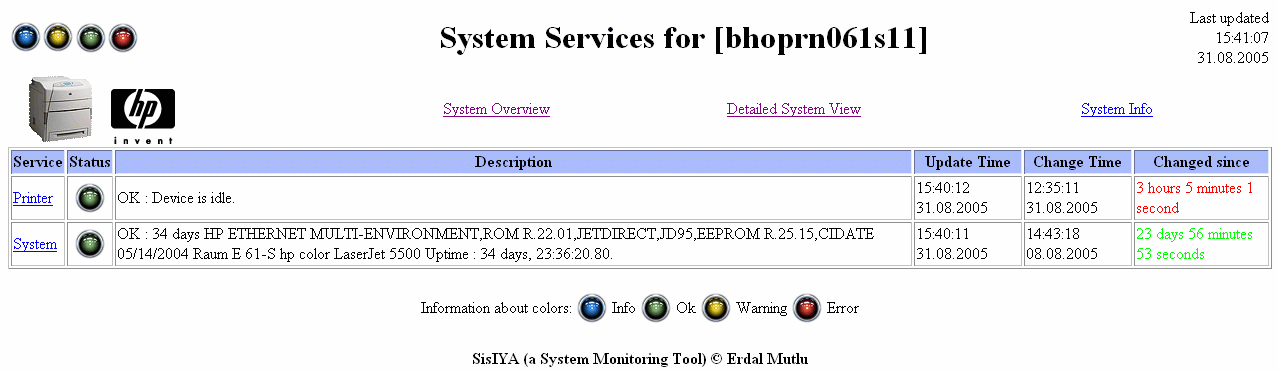 System Services for [bhoprn061s11]
Last updated
15:41:07
31.08.2005
hp
invent
System Overview Detailed System View System Info
Service Status Description Update Time Change Time Changed since
Printer OK : Device is idle. 15:40:12 12:35:11 3 hours 5 minutes 1
31.08.2005 31.08.2005 second
System OK : 34 days HP ETHERNET MULTI-ENVIRONMENT,ROM R.22.01,JETDIRECT,JD95,EEPROM R.25.15,CIDATE 15:40:11 14:43:18 23 days 56 minutes
05/14/2004 Raum E 61-S hp color LaserJet 5500 Uptime : 34 days, 23:36:20.80. 31.08.2005 08.08.2005 53 seconds
Information about colors: Info Ok Warning Error
SisIYA (a System Monitoring Tool) © Erdal Mutlu